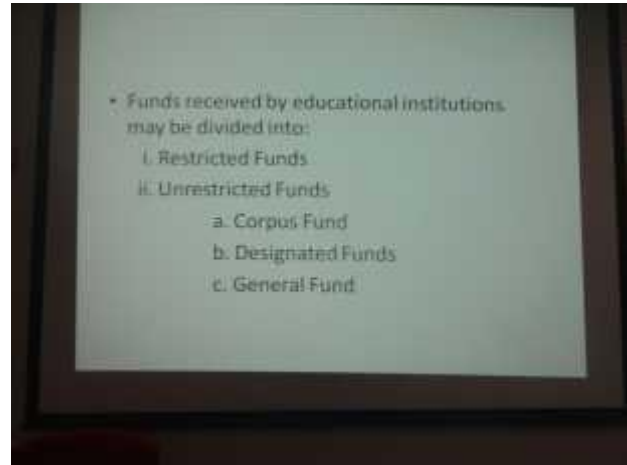 • Funds received by educational institutions
may be divided into:
i. Restricted Funds
ii. Unrestricted Funds
a. Corpus Fund
b. Designated Funds
c. General Fund